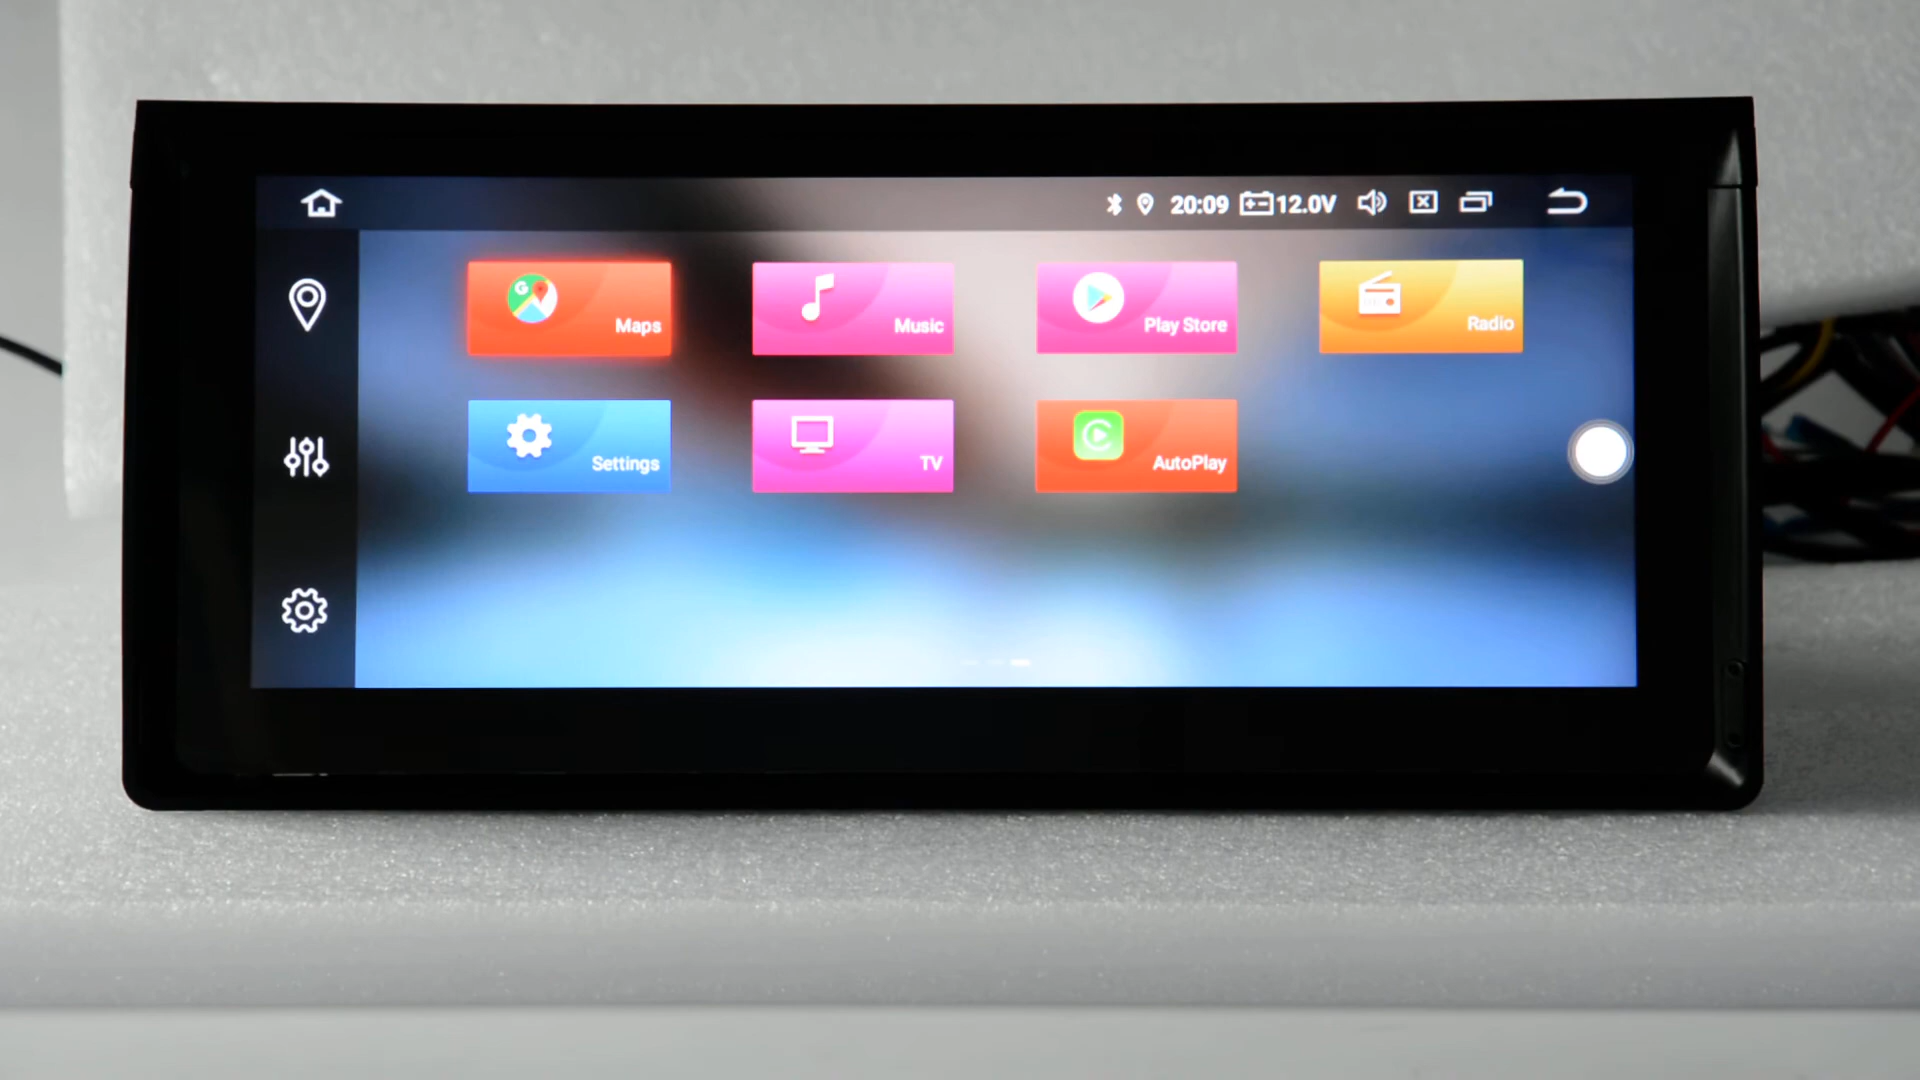 20:09 12.0V
Maps
Music
Play Store
Radio
Settings
TV
AutoPlay